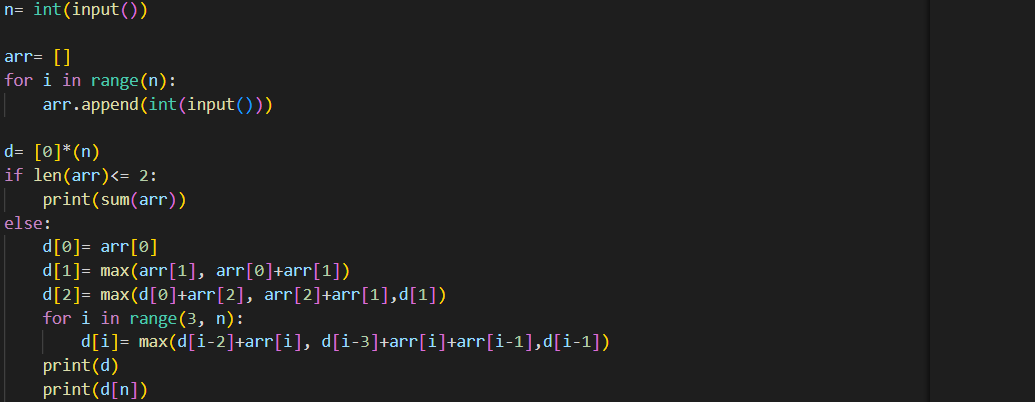 n= int(input())

arr= []
for i in range(n):
    arr.append(int(input()))

d= [0]*(n)
if len(arr)<= 2:
    print(sum(arr))
else:
    d[0]= arr[0]
    d[1]= max(arr[1], arr[0]+arr[1])
    d[2]= max(d[0]+arr[2], arr[2]+arr[1],d[1])
    for i in range(3, n):
        d[i]= max(d[i-2]+arr[i], d[i-3]+arr[i]+arr[i-1],d[i-1])
    print(d)
    print(d[n])